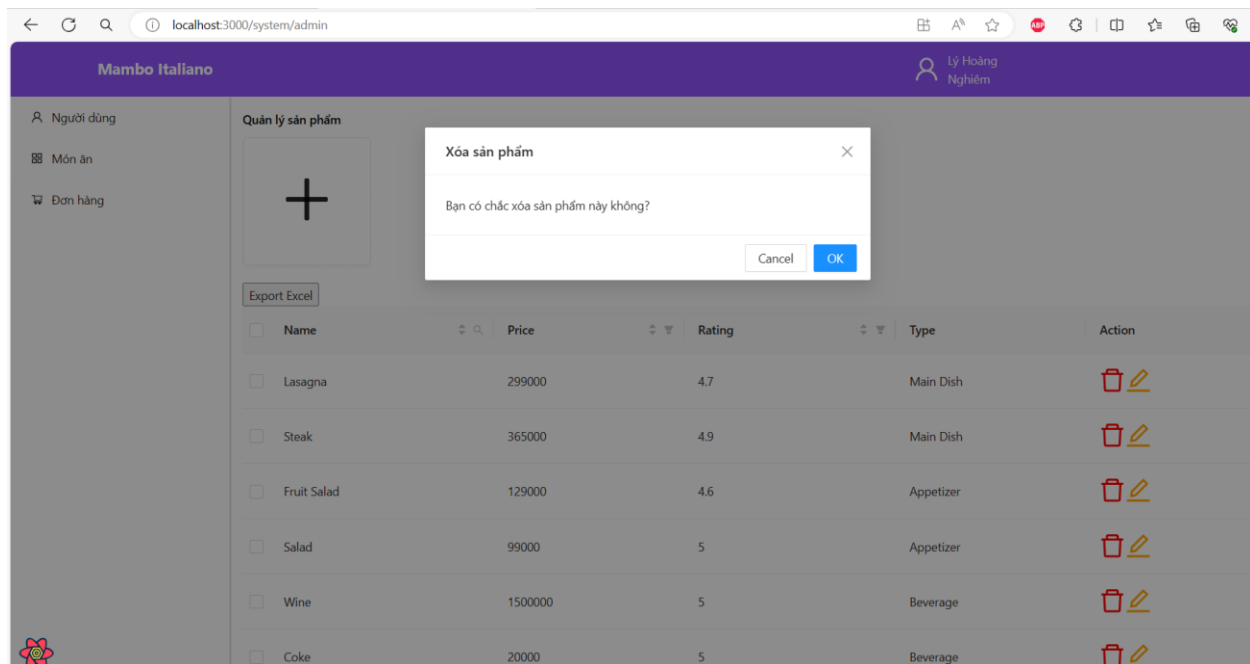 localhost:3000/system/admin
ABP
Mambo Italiano
Lý Hoàng
Nghiêm
Người dùng
Món ăn
Đơn hàng
Quản lý sản phẩm
Xóa sản phẩm
Bạn có chắc xóa sản phẩm này không?
Cancel OK
Export Excel
Name Price Rating Type Action
Lasagna 299000 4.7 Main Dish
Steak 365000 4.9 Main Dish
Fruit Salad 129000 4.6 Appetizer
Salad 99000 5 Appetizer
Wine 1500000 5 Beverage
Coke 20000 5 Beverage